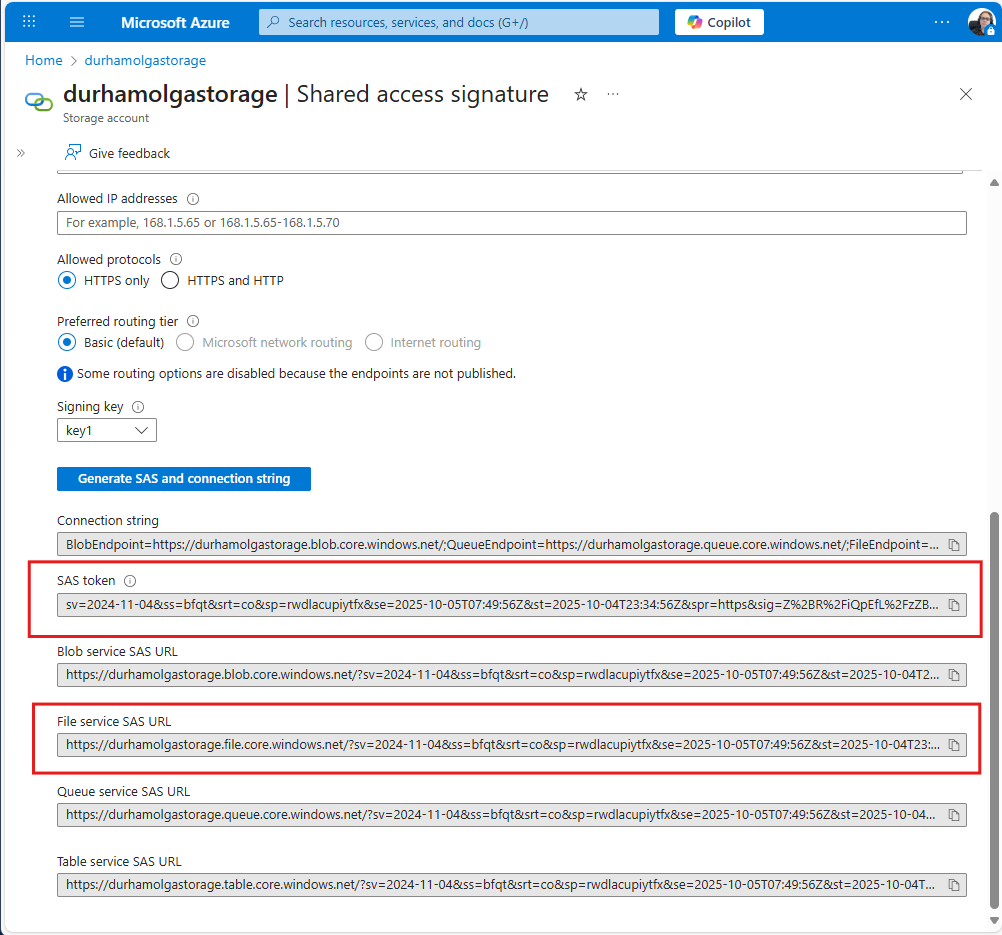 Microsoft Azure
Search resources, services, and docs (G+/)
Copilot
Home > durhamolgastorage
durhamolgastorage | Shared access signature
Storage account
Give feedback
Allowed IP addresses
For example, 168.1.5.65 or 168.1.5.65-168.1.5.70
Allowed protocols
HTTPS only HTTPS and HTTP
Preferred routing tier
Basic (default) Microsoft network routing Internet routing
Some routing options are disabled because the endpoints are not published.
Signing key
key1
Generate SAS and connection string
Connection string
BlobEndpoint=https://durhamolgastorage.blob.core.windows.net/;QueueEndpoint=https://durhamolgastorage.queue.core.windows.net/;FileEndpoint=...
SAS token
sv=2024-11-04&ss=bfqt&srt=co&sp=rwdlacupiytfx&se=2025-10-05T07:49:56Z&st=2025-10-04T23:34:56Z&spr=https&sig=Z%2BR%2FiQpEfL%2FzZB...
Blob service SAS URL
https://durhamolgastorage.blob.core.windows.net/?sv=2024-11-04&ss=bfqt&srt=co&sp=rwdlacupiytfx&se=2025-10-05T07:49:56Z&st=2025-10-04T2...
File service SAS URL
https://durhamolgastorage.file.core.windows.net/?sv=2024-11-04&ss=bfqt&srt=co&sp=rwdlacupiytfx&se=2025-10-05T07:49:56Z&st=2025-10-04T23:...
Queue service SAS URL
https://durhamolgastorage.queue.core.windows.net/?sv=2024-11-04&ss=bfqt&srt=co&sp=rwdlacupiytfx&se=2025-10-05T07:49:56Z&st=2025-10-04...
Table service SAS URL
https://durhamolgastorage.table.core.windows.net/?sv=2024-11-04&ss=bfqt&srt=co&sp=rwdlacupiytfx&se=2025-10-05T07:49:56Z&st=2025-10-04T...